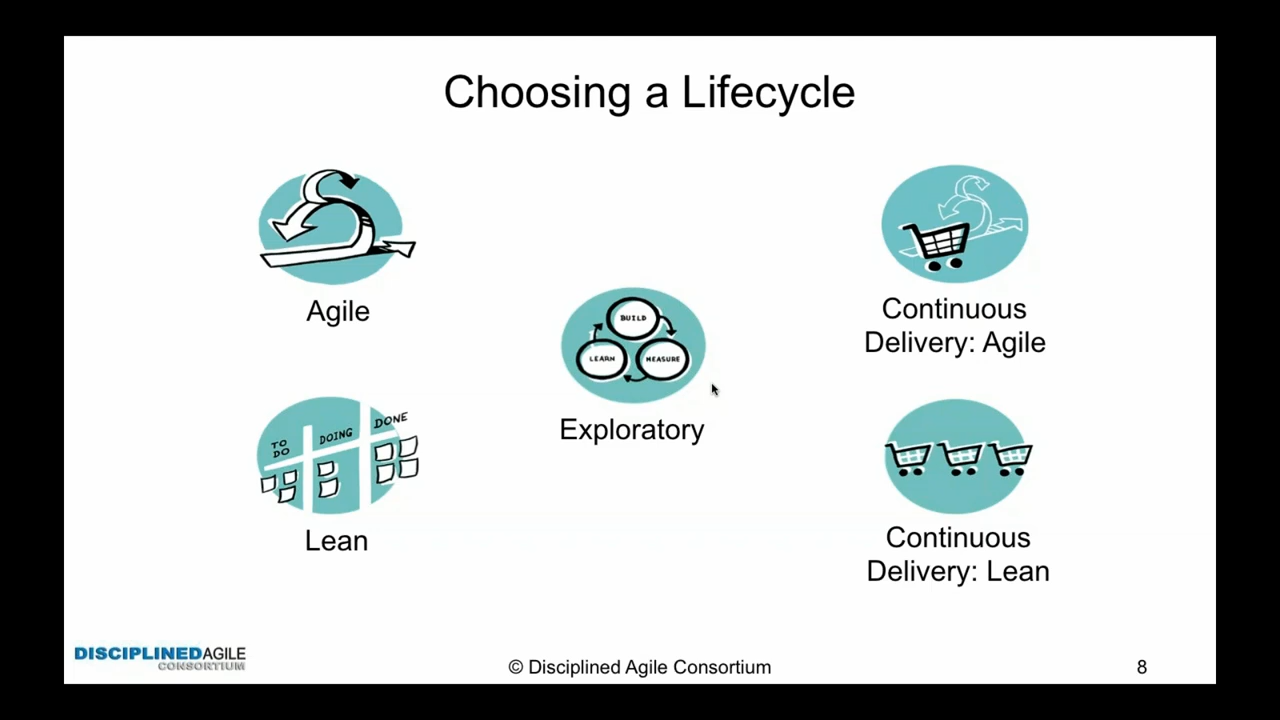 Choosing a Lifecycle
Agile
Continuous
Delivery: Agile
BUILD
LEARN
MEASURE
Exploratory
TO
DO
DOING
DONE
Lean
Continuous
Delivery: Lean
DISCIPLINEDAGILE
CONSORTIUM
© Disciplined Agile Consortium
8